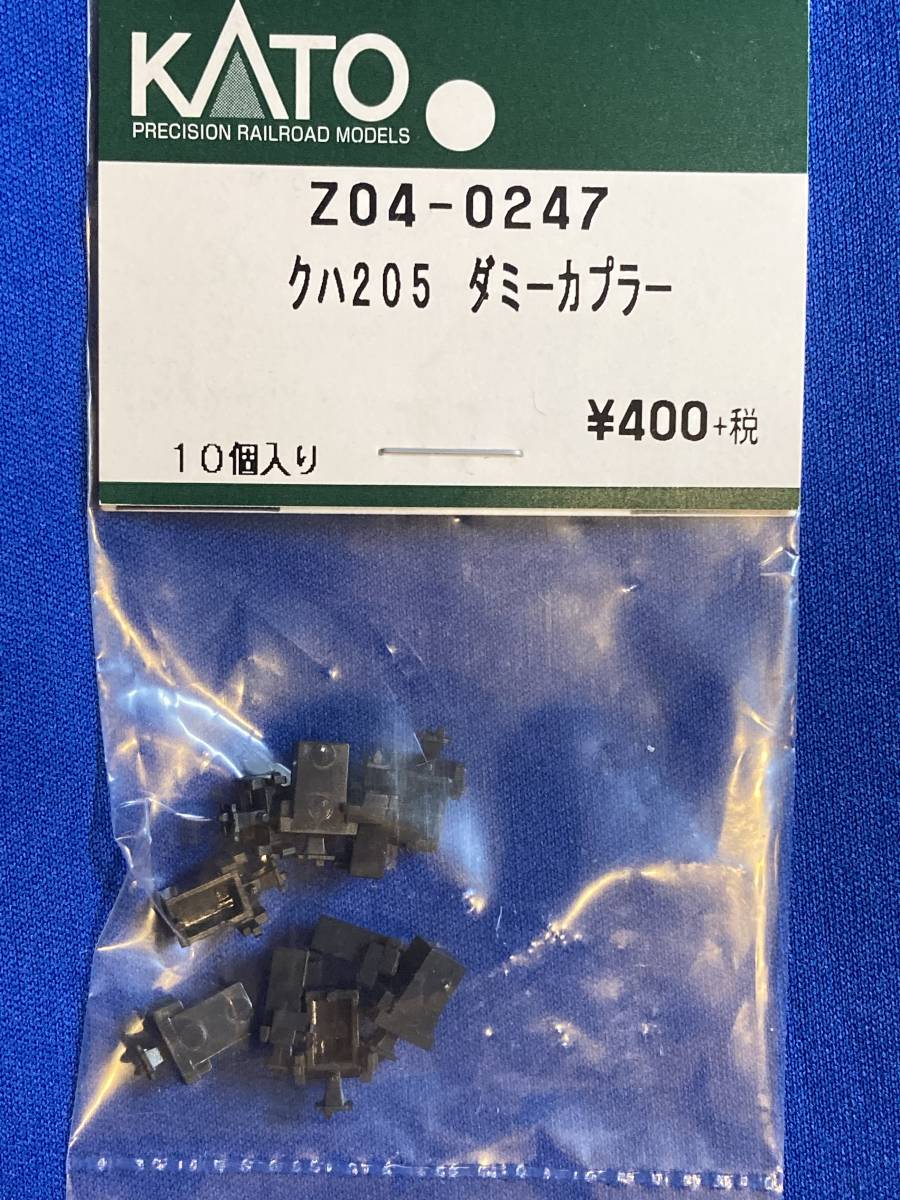 KATO
PRECISION RAILROAD MODELS
Z04-0247
クハ205 ダミーカプラー
¥400+税
10個入り